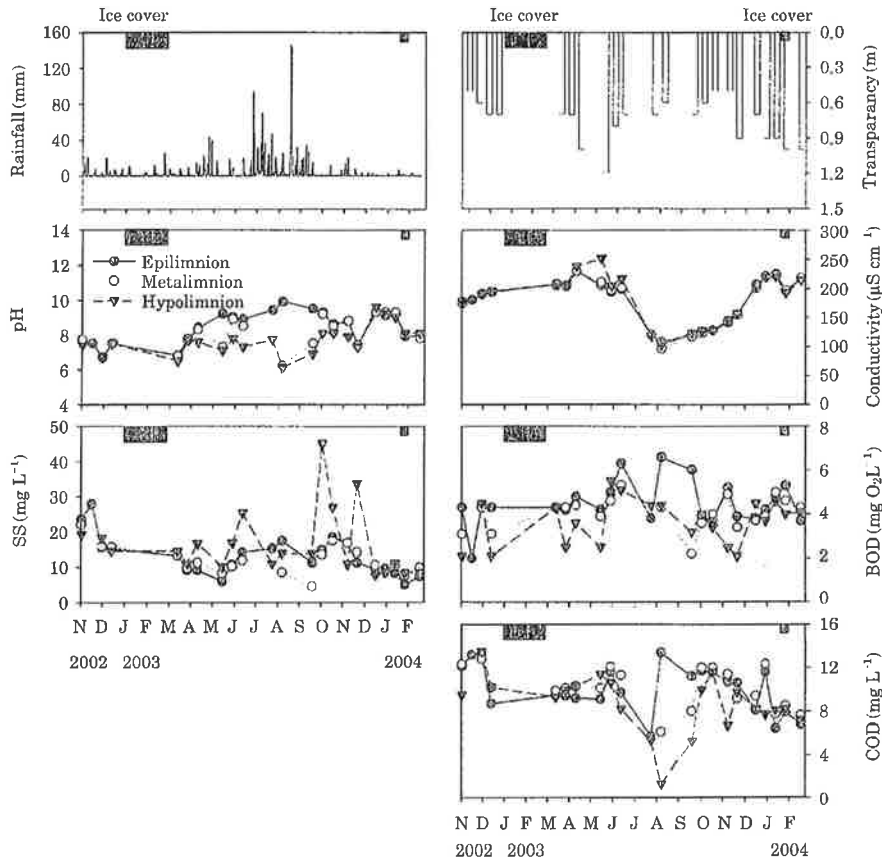 Ice cover
Ice cover
Ice cover
160
120
80
40
0
Rainfall (mm)
0,0
0,3
0,6
0,9
1.2
1.5
Transparancy (m)
14
12
10
8
6
4
pH
Epilimnion
Metalimnion
Hypolimnion
300
250
200
150
100
50
0
Conductivity (µS cm⁻¹)
50
40
30
20
10
0
SS (mg L⁻¹)
N D J F M A M J J A S O N D J F
2002 2003 2004
8
6
4
2
0
BOD (mg O₂L⁻¹)
16
12
8
4
0
COD (mg L⁻¹)
N D J F M A M J J A S O N D J F
2002 2003 2004